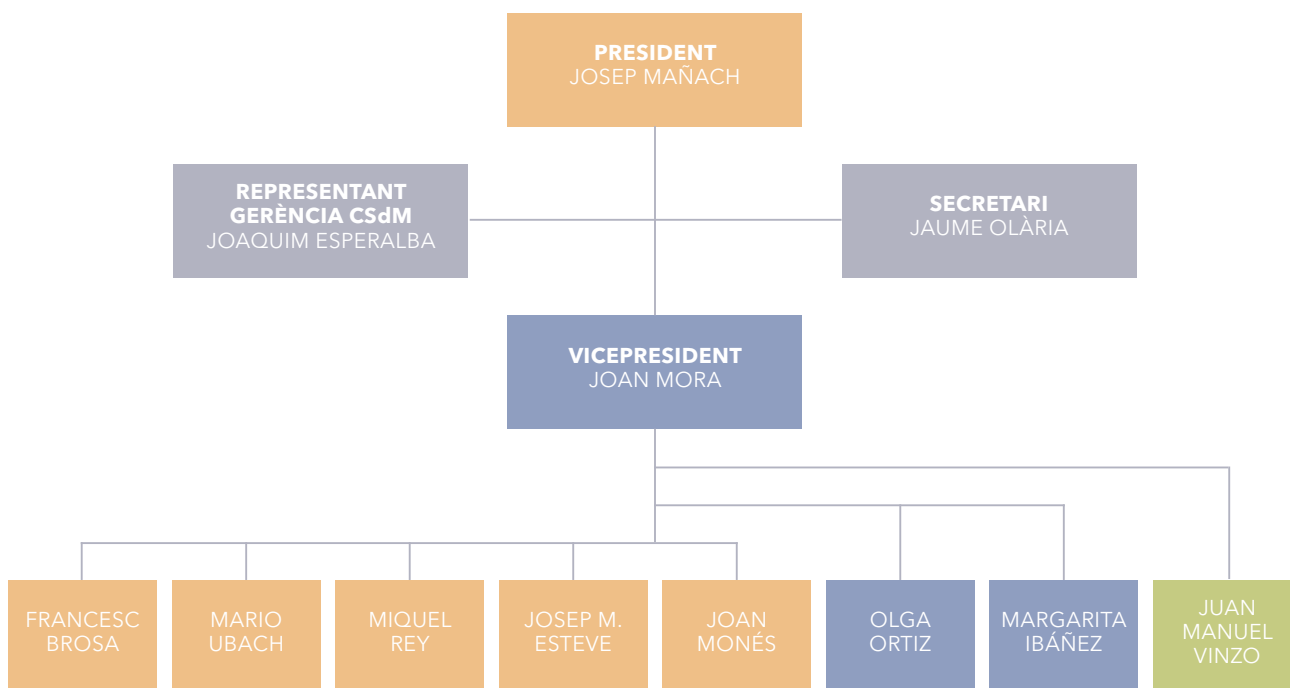 PRESIDENT
JOSEP MAÑACH
REPRESENTANT
GERÈNCIA CSdM
JOAQUIM ESPERALBA
SECRETARI
JAUME OLÀRIA
VICEPRESIDENT
JOAN MORA
FRANCESC
BROSA
MARIO
UBACH
MIQUEL
REY
JOSEP M.
ESTEVE
JOAN
MONÉS
OLGA
ORTIZ
MARGARITA
IBÁÑEZ
JUAN
MANUEL
VINZO